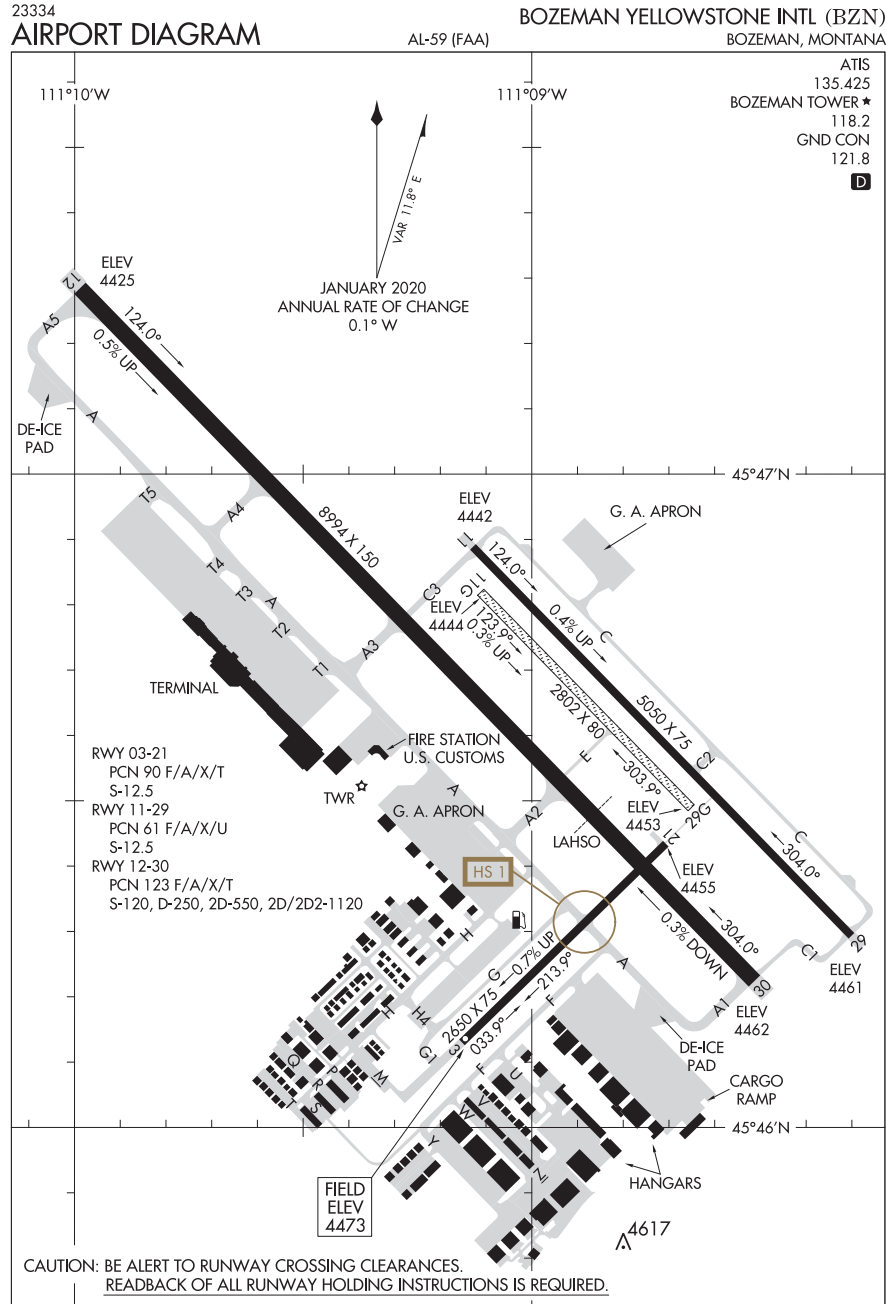 23334
AIRPORT DIAGRAM
AL-59 (FAA)
BOZEMAN YELLOWSTONE INTL (BZN)
BOZEMAN, MONTANA
ATIS
135.425
BOZEMAN TOWER ★
118.2
GND CON
121.8
D
111°10'W
111°09'W
VAR 11.8° E
JANUARY 2020
ANNUAL RATE OF CHANGE
0.1° W
12
ELEV
4425
A5
124.0°
0.5% UP
DE-ICE
PAD
A
45°47'N
T5
A4
8994 X 150
ELEV
4442
G. A. APRON
11
124.0°
T4
T3
A
T2
T1
A3
C3
11G
ELEV
4444
123.9°
0.3% UP
0.4% UP
C
2802 X 80
5050 X 75
C2
TERMINAL
FIRE STATION
U.S. CUSTOMS
TWR
A
G. A. APRON
E
303.9°
A2
LAHSO
ELEV
4453
29G
21
C
304.0°
RWY 03-21
PCN 90 F/A/X/T
S-12.5
RWY 11-29
PCN 61 F/A/X/U
S-12.5
RWY 12-30
PCN 123 F/A/X/T
S-120, D-250, 2D-550, 2D/2D2-1120
HS 1
ELEV
4455
304.0°
0.3% DOWN
29
C1
ELEV
4461
30
ELEV
4462
A1
H
G
0.7% UP
213.9°
A
2650 X 75
033.9°
F
H4
H
G1
3
DE-ICE
PAD
CARGO
RAMP
Q
P
R
S
T
W
F
U
V
W
Y
Z
45°46'N
HANGARS
FIELD
ELEV
4473
4617
CAUTION: BE ALERT TO RUNWAY CROSSING CLEARANCES.
READBACK OF ALL RUNWAY HOLDING INSTRUCTIONS IS REQUIRED.